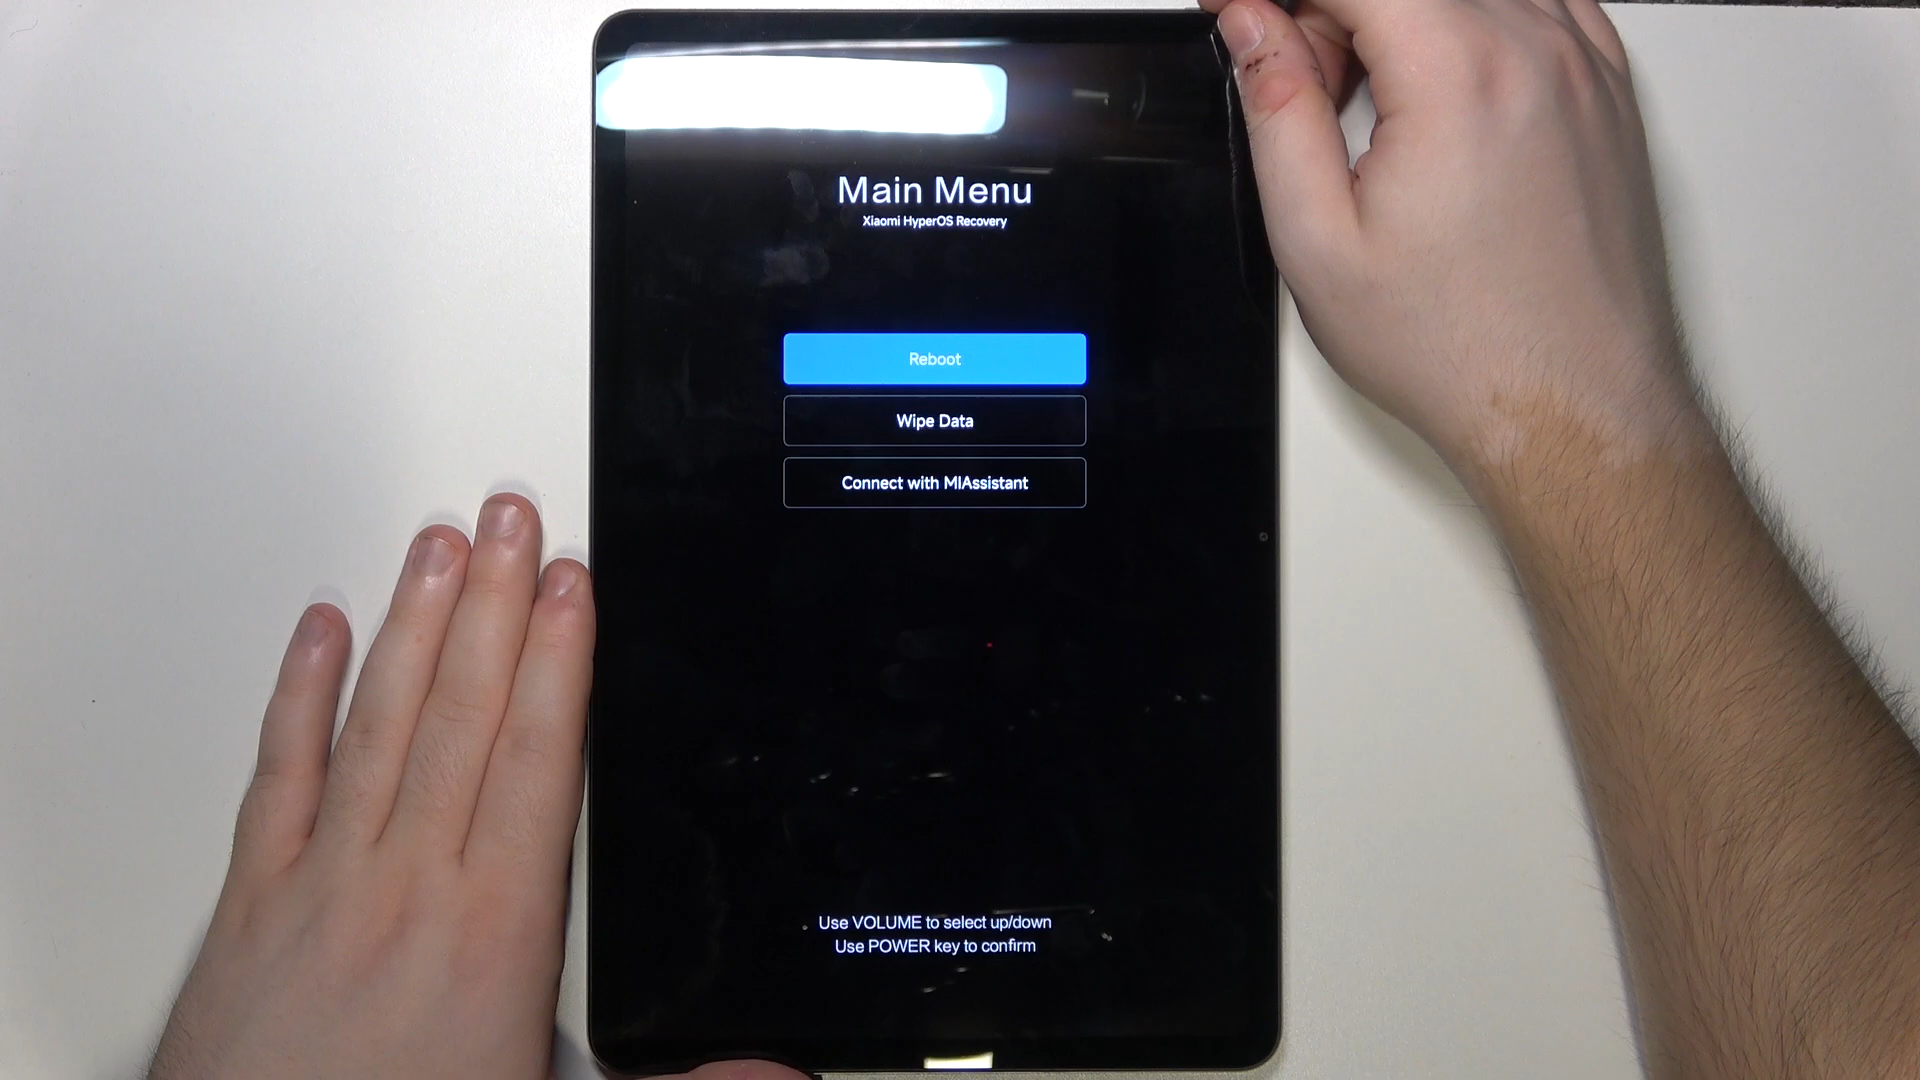 Main Menu
Xiaomi HyperOS Recovery
Reboot
Wipe Data
Connect with MIAssistant
Use VOLUME to select up/down
Use POWER key to confirm